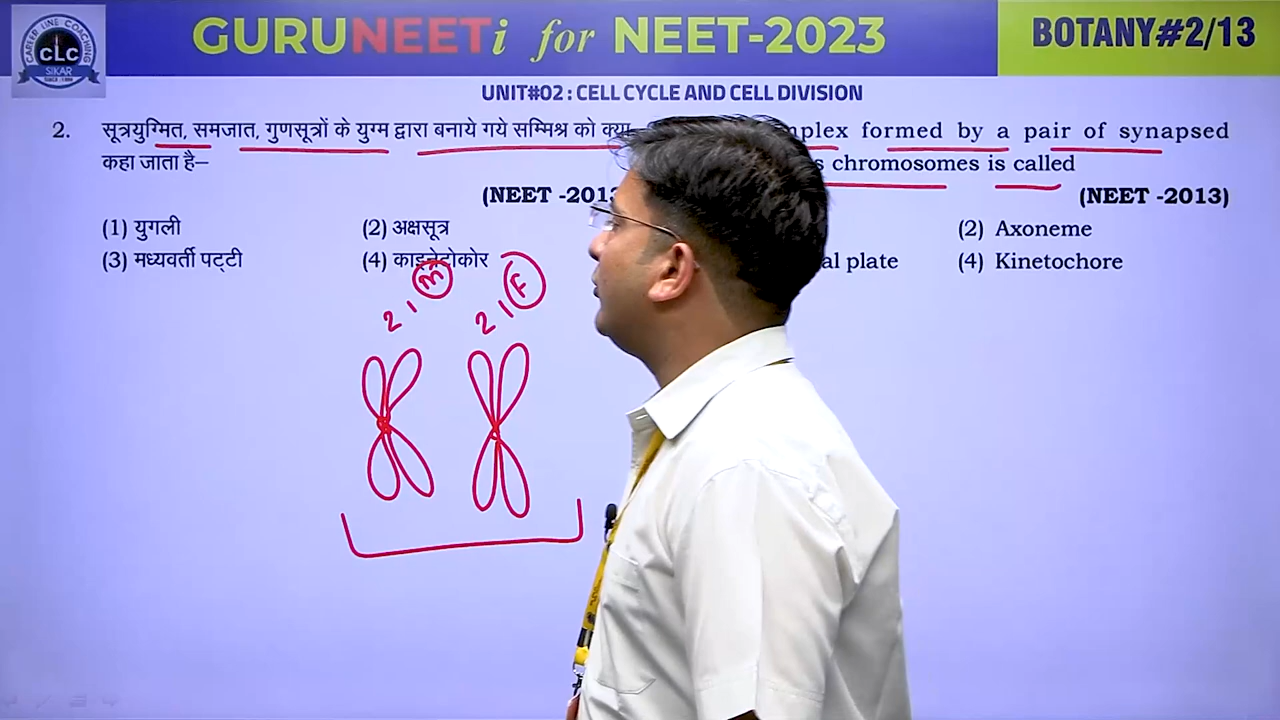 GURUNEETi for NEET-2023
BOTANY#2/13
CAREER LINE COACHING
CLC
SIKAR
UNIT#02 : CELL CYCLE AND CELL DIVISION
2. सूत्रयुग्मित, समजात, गुणसूत्रों के युग्म द्वारा बनाये गये सम्मिश्र को क्या
कहा जाता है–
(NEET -2013
(1) युगली (2) अक्षसूत्र
(3) मध्यवर्ती पट्टी (4) काइनेटोकोर
mplex formed by a pair of synapsed
s chromosomes is called
(NEET -2013)
(2) Axoneme
al plate (4) Kinetochore
2, M
2, F